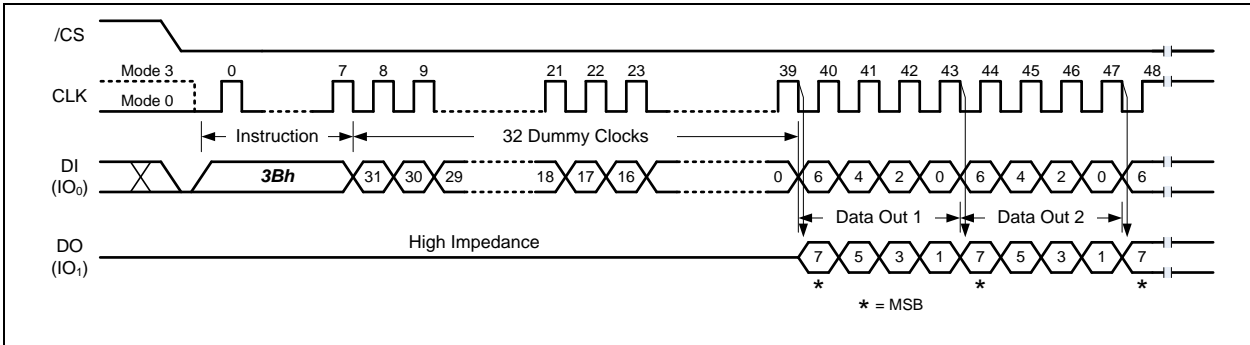 /CS
Mode 3
0 7 8 9 21 22 23 39 40 41 42 43 44 45 46 47 48
CLK
Mode 0
Instruction
32 Dummy Clocks
DI
(IO0)
3Bh
31 30 29 18 17 16 0 6 4 2 0 6 4 2 0 6
Data Out 1
Data Out 2
DO
(IO1)
High Impedance
7 5 3 1 7 5 3 1 7
* * *
* = MSB